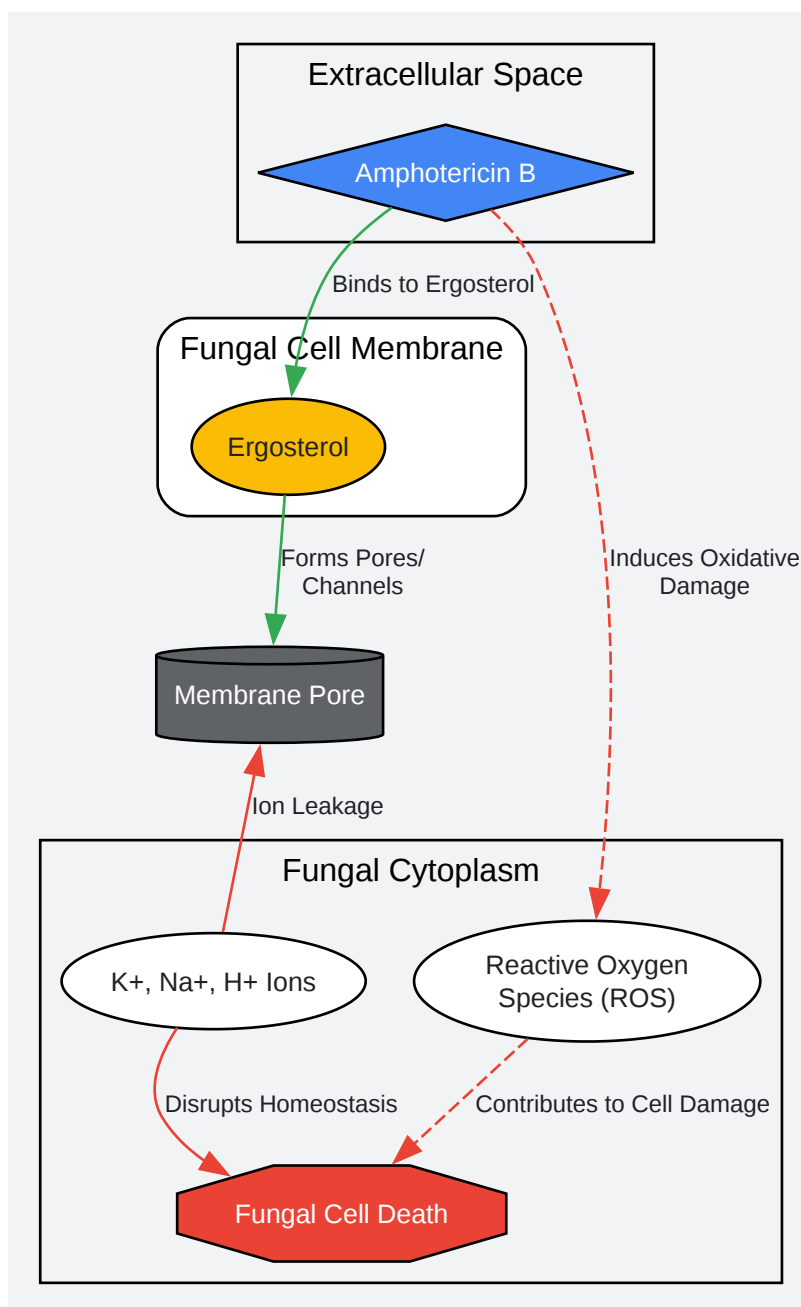 Extracellular Space
Amphotericin B
Binds to Ergosterol
Fungal Cell Membrane
Ergosterol
Forms Pores/
Channels
Induces Oxidative
Damage
Membrane Pore
Ion Leakage
Fungal Cytoplasm
K+, Na+, H+ Ions
Reactive Oxygen
Species (ROS)
Disrupts Homeostasis
Contributes to Cell Damage
Fungal Cell Death